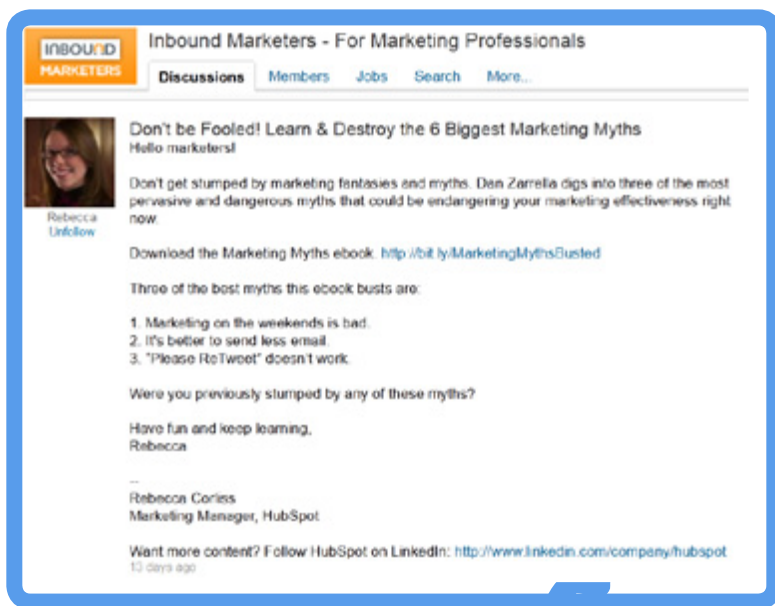 INBOUND
MARKETERS
Inbound Marketers - For Marketing Professionals
Discussions Members Jobs Search More...
Don't be Fooled! Learn & Destroy the 6 Biggest Marketing Myths
Hello marketers!
Don't get stumped by marketing fantasies and myths. Dan Zarrella digs into three of the most
pervasive and dangerous myths that could be endangering your marketing effectiveness right
now.
Rebecca
Unfollow
Download the Marketing Myths ebook. http://bit.ly/MarketingMythsBusted
Three of the best myths this ebook busts are:
1. Marketing on the weekends is bad.
2. It's better to send less email.
3. "Please ReTweet" doesn't work.
Were you previously stumped by any of these myths?
Have fun and keep learning,
Rebecca
--
Rebecca Corliss
Marketing Manager, HubSpot
Want more content? Follow HubSpot on LinkedIn: http://www.linkedin.com/company/hubspot
13 days ago